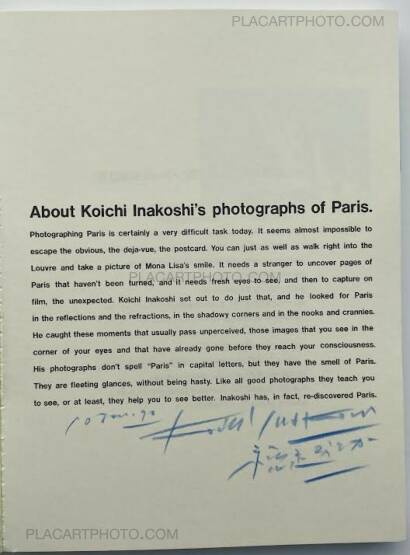 PLACARTPHOTO.COM
About Koichi Inakoshi's photographs of Paris.
Photographing Paris is certainly a very difficult task today. It seems almost impossible to
escape the obvious, the deja-vue, the postcard. You can just as well as walk right into the
Louvre and take a picture of Mona Lisa's smile. It needs a stranger to uncover pages of
Paris that haven't been turned, and it needs fresh eyes to see, and then to capture on
PLACARTPHOTO.COM
film, the unexpected. Koichi Inakoshi set out to do just that, and he looked for Paris
in the reflections and the refractions, in the shadowy corners and in the nooks and crannies.
He caught these moments that usually pass unperceived, those images that you see in the
corner of your eyes and that have already gone before they reach your consciousness.
His photographs don't spell "Paris" in capital letters, but they have the smell of Paris.
They are fleeting glances, without being hasty. Like all good photographs they teach you
to see, or at least, they help you to see better. Inakoshi has, in fact, re-discovered Paris.
PLACARTPHOTO.COM